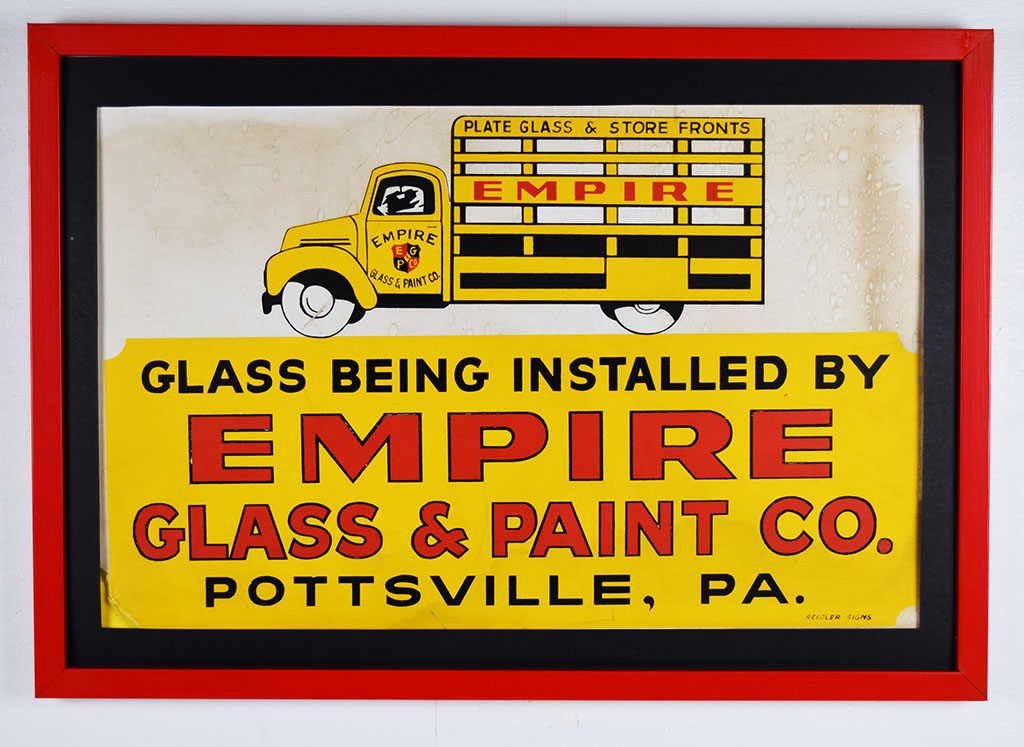 PLATE GLASS & STORE FRONTS
EMPIRE
EMPIRE
E G
P Co
GLASS & PAINT CO.
GLASS BEING INSTALLED BY
EMPIRE
GLASS & PAINT CO.
POTTSVILLE, PA.
REIDLER SIGNS